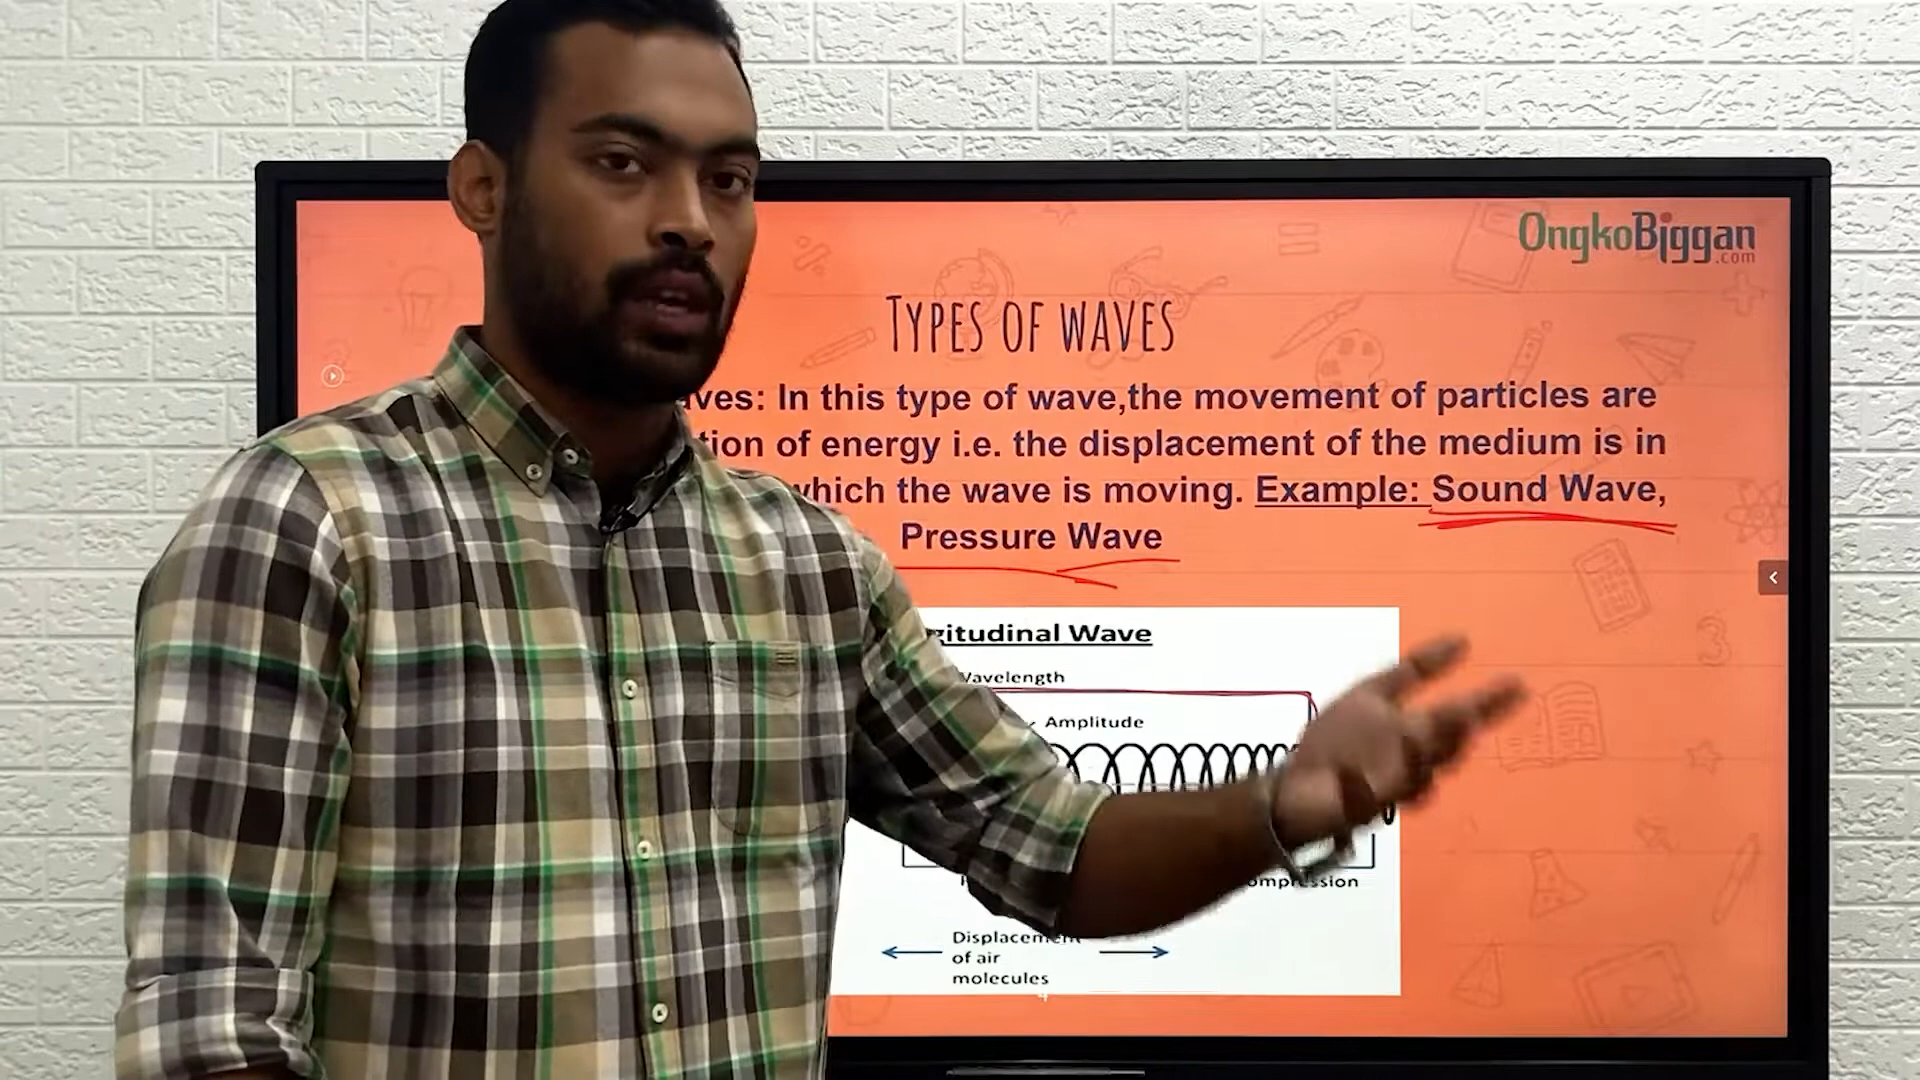 OngkoBiggan
.com
TYPES OF WAVES
aves: In this type of wave,the movement of particles are
tion of energy i.e. the displacement of the medium is in
which the wave is moving. Example: Sound Wave,
Pressure Wave
gitudinal Wave
Wavelength
Amplitude
ompression
Displacement
of air
molecules
4